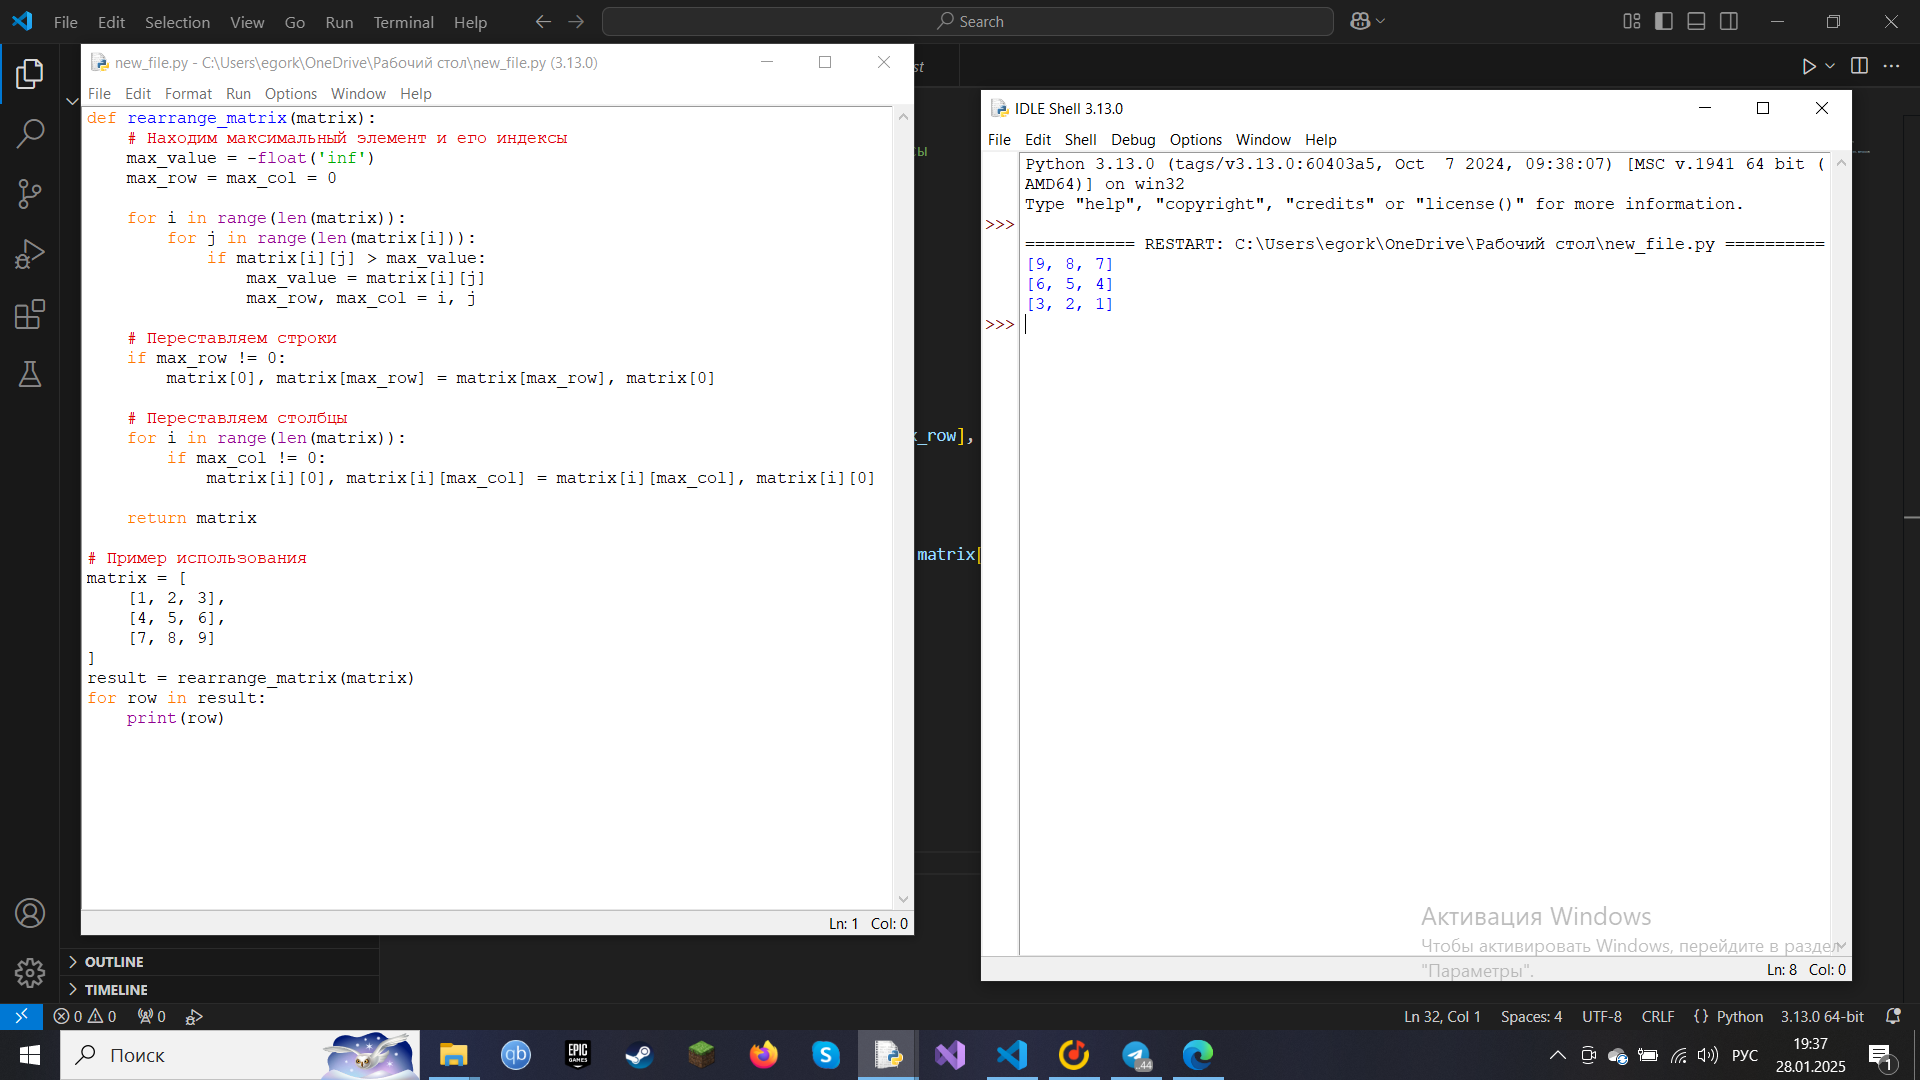 File Edit Selection View Go Run Terminal Help
Search
new_file.py - C:\Users\egork\OneDrive\Рабочий стол\new_file.py (3.13.0)
File Edit Format Run Options Window Help
def rearrange_matrix(matrix):
    # Находим максимальный элемент и его индексы
    max_value = -float('inf')
    max_row = max_col = 0
    for i in range(len(matrix)):
        for j in range(len(matrix[i])):
            if matrix[i][j] > max_value:
                max_value = matrix[i][j]
                max_row, max_col = i, j
    # Переставляем строки
    if max_row != 0:
        matrix[0], matrix[max_row] = matrix[max_row], matrix[0]
    # Переставляем столбцы
    for i in range(len(matrix)):
        if max_col != 0:
            matrix[i][0], matrix[i][max_col] = matrix[i][max_col], matrix[i][0]
    return matrix
# Пример использования
matrix = [
    [1, 2, 3],
    [4, 5, 6],
    [7, 8, 9]
]
result = rearrange_matrix(matrix)
for row in result:
    print(row)
Ln: 1 Col: 0
_row],
matrix[
IDLE Shell 3.13.0
File Edit Shell Debug Options Window Help
Python 3.13.0 (tags/v3.13.0:60403a5, Oct  7 2024, 09:38:07) [MSC v.1941 64 bit (
AMD64)] on win32
Type "help", "copyright", "credits" or "license()" for more information.
>>>
=========== RESTART: C:\Users\egork\OneDrive\Рабочий стол\new_file.py ==========
[9, 8, 7]
[6, 5, 4]
[3, 2, 1]
>>>
Активация Windows
Чтобы активировать Windows, перейдите в раздел
"Параметры".
Ln: 8 Col: 0
OUTLINE
TIMELINE
0 0 0
Ln 32, Col 1 Spaces: 4 UTF-8 CRLF {} Python 3.13.0 64-bit
Поиск
qb
EPIC GAMES
S
44
РУС
19:37
28.01.2025
1